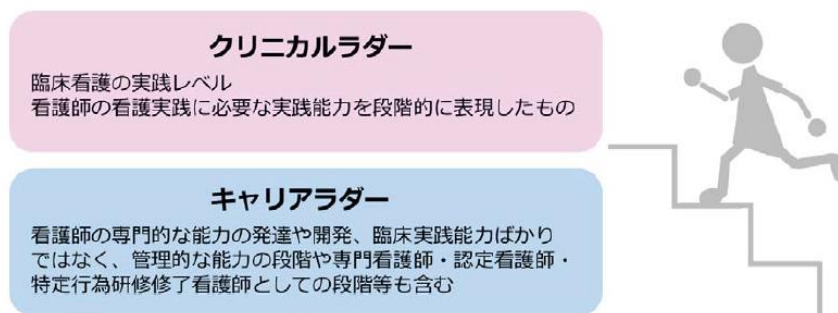 クリニカルラダー
臨床看護の実践レベル
看護師の看護実践に必要な実践能力を段階的に表現したもの
キャリアラダー
看護師の専門的な能力の発達や開発、臨床実践能力ばかり
ではなく、管理的な能力の段階や専門看護師・認定看護師・
特定行為研修修了看護師としての段階等も含む